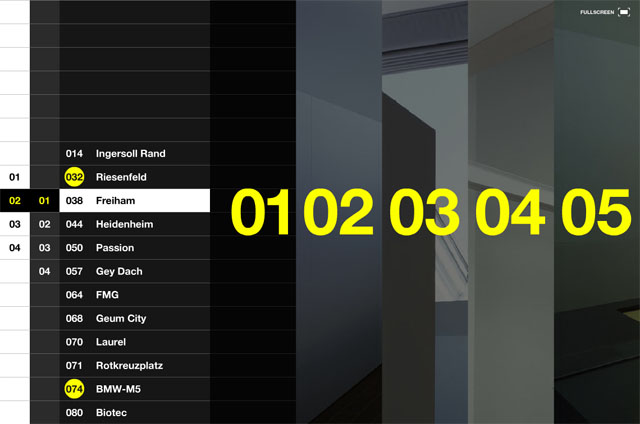 FULLSCREEN
014 Ingersoll Rand
01 032 Riesenfeld
02 01 038 Freiham
03 02 044 Heidenheim
04 03 050 Passion
04 057 Gey Dach
064 FMG
068 Geum City
070 Laurel
071 Rotkreuzplatz
074 BMW-M5
080 Biotec
01 02 03 04 05